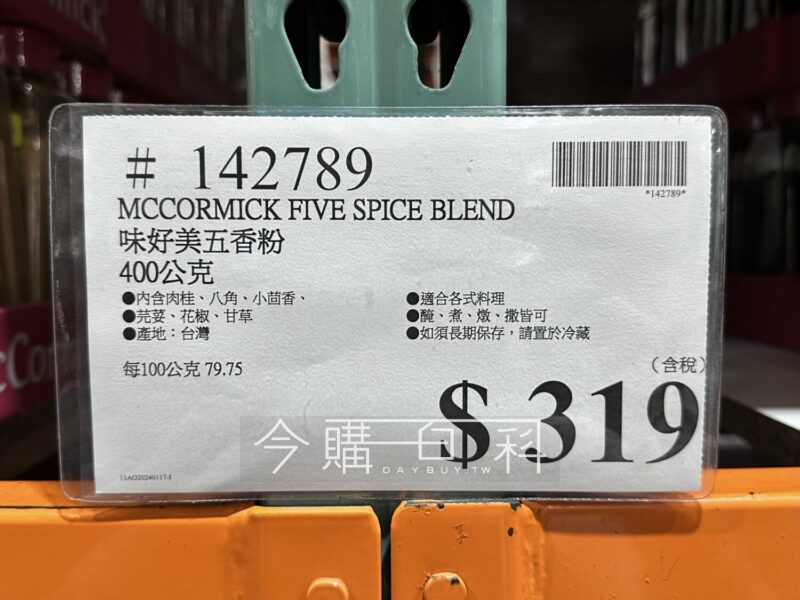 # 142789
*142789*
MCCORMICK FIVE SPICE BLEND
味好美五香粉
400公克
●內含肉桂、八角、小茴香、
●芫荽、花椒、甘草
●產地：台灣
●適合各式料理
●醃、煮、燉、撒皆可
●如須長期保存，請置於冷藏
每100公克 79.75
（含稅）
$ 319
今購百科
DAYBUY.TW
13AO20240117-J